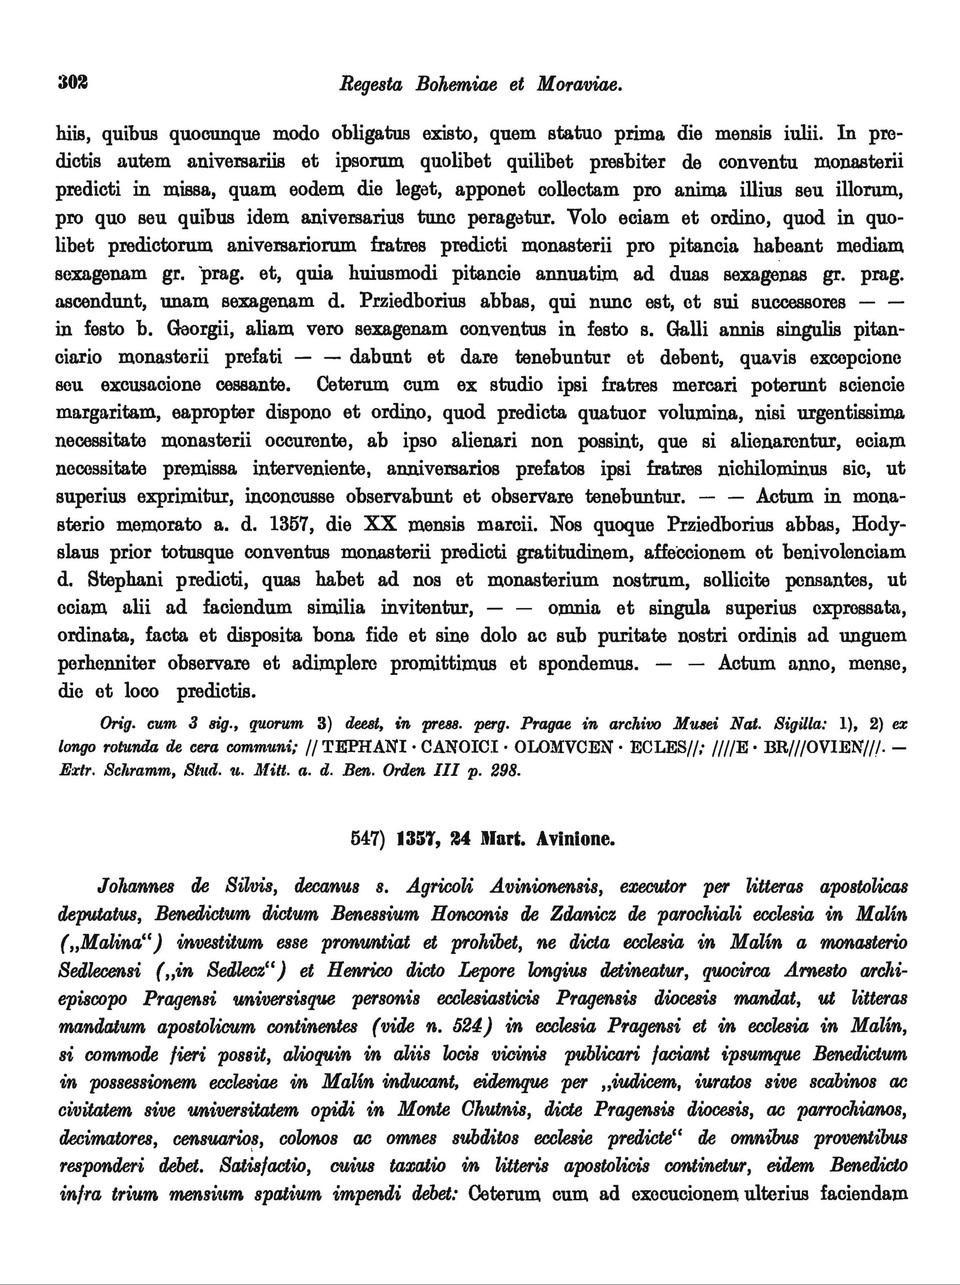 302 Regesta Bohemiae et Moraviae.
hiis, quibus quocunque modo obligatus existo, quem statuo prima die mensis iulii. In pre-
dictis autem aniversariis et ipsorum quolibet quilibet presbiter de conventu monasterii
predicti in missa, quam eodem die leget, apponet collectam pro anima illius seu illorum,
pro quo seu quibus idem aniversarius tunc peragetur. Volo eciam et ordino, quod in quo-
libet predictorum aniversariorum fratres predicti monasterii pro pitancia habeant mediam
sexagenam gr. prag. et, quia huiusmodi pitancie annuatim ad duas sexagenas gr. prag.
ascendunt, unam sexagenam d. Prziedborius abbas, qui nunc est, et sui successores — —
in festo b. Georgii, aliam vero sexagenam conventus in festo s. Galli annis singulis pitan-
ciario monasterii prefati — — dabunt et dare tenebuntur et debent, quavis excepcione
seu excusacione cessante. Ceterum cum ex studio ipsi fratres mercari poterunt sciencie
margaritam, eapropter dispono et ordino, quod predicta quatuor volumina, nisi urgentissima
necessitate monasterii occurente, ab ipso alienari non possint, que si alienarentur, eciam
necessitate premissa interveniente, anniversarios prefatos ipsi fratres nichilominus sic, ut
superius exprimitur, inconcusse observabunt et observare tenebuntur. — — Actum in mona-
sterio memorato a. d. 1357, die XX mensis marcii. Nos quoque Prziedborius abbas, Hody-
slaus prior totusque conventus monasterii predicti gratitudinem, affeccionem et benivolenciam
d. Stephani predicti, quas habet ad nos et monasterium nostrum, sollicite pensantes, ut
eciam alii ad faciendum similia invitentur, — — omnia et singula superius expressata,
ordinata, facta et disposita bona fide et sine dolo ac sub puritate nostri ordinis ad unguem
perhenniter observare et adimplere promittimus et spondemus. — — Actum anno, mense,
die et loco predictis.
Orig. cum 3 sig., quorum 3) deest, in press. perg. Pragae in archivo Musei Nat. Sigilla: 1), 2) ex
longo rotunda de cera communi; // TEPHANI · CANOICI · OLOMVCEN · ECLES//; ////E · BR///OVIEN///. —
Extr. Schramm, Stud. u. Mitt. a. d. Ben. Orden III p. 298.
547) 1357, 24 Mart. Avinione.
Johannes de Silvis, decanus s. Agricoli Avinionensis, executor per litteras apostolicas
deputatus, Benedictum dictum Benessium Honconis de Zdanicz de parochiali ecclesia in Malín
(„Malina“) investitum esse pronuntiat et prohibet, ne dicta ecclesia in Malín a monasterio
Sedlecensi („in Sedlecz“) et Henrico dicto Lepore longius detineatur, quocirca Arnesto archi-
episcopo Pragensi universisque personis ecclesiasticis Pragensis diocesis mandat, ut litteras
mandatum apostolicum continentes (vide n. 524) in ecclesia Pragensi et in ecclesia in Malín,
si commode fieri possit, alioquin in aliis locis vicinis publicari faciant ipsumque Benedictum
in possessionem ecclesiae in Malín inducant, eidemque per „iudicem, iuratos sive scabinos ac
civitatem sive universitatem opidi in Monte Chutnis, dicte Pragensis diocesis, ac parrochianos,
decimatores, censuarios, colonos ac omnes subditos ecclesie predicte“ de omnibus proventibus
responderi debet. Satisfactio, cuius taxatio in litteris apostolicis continetur, eidem Benedicto
infra trium mensium spatium impendi debet: Ceterum cum ad execucionem ulterius faciendam